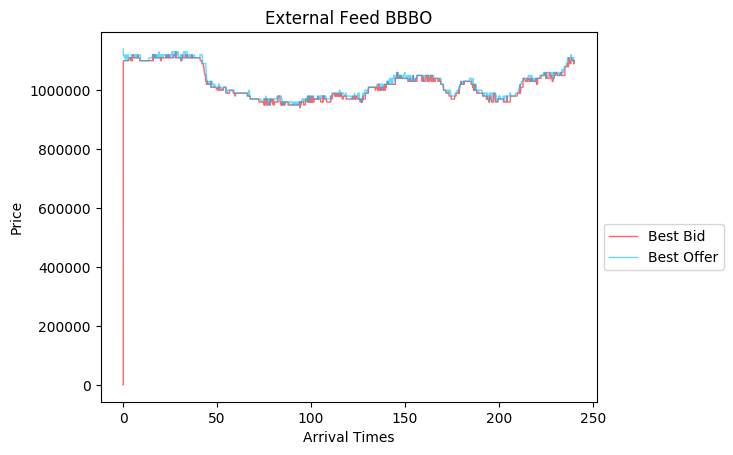 External Feed BBBO
Price
1000000
800000
600000
400000
200000
0
0 50 100 150 200 250
Arrival Times
Best Bid
Best Offer